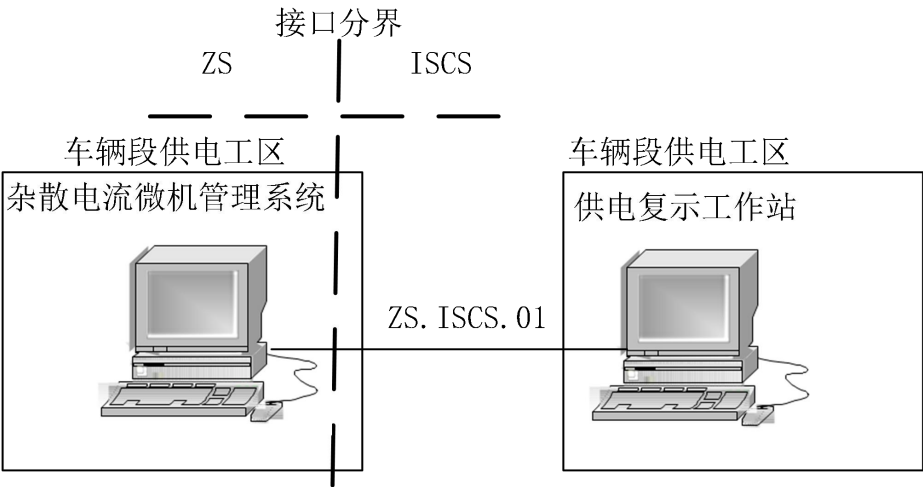 接口分界
ZS
ISCS
车辆段供电工区
车辆段供电工区
杂散电流微机管理系统
供电复示工作站
ZS.ISCS.01